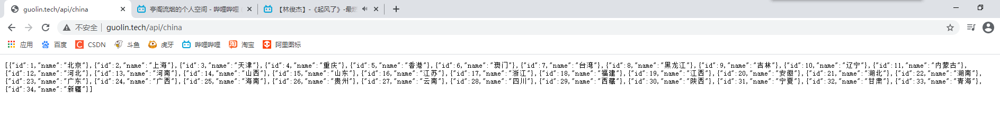 guolin.tech/api/china
亭阁流烟的个人空间 - 哔哩哔哩
【林俊杰】-《起风了》-最燃
不安全 | guolin.tech/api/china
应用 百度 CSDN 斗鱼 虎牙 哔哩哔哩 淘宝 阿里图标
[{"id":1,"name":"北京"},{"id":2,"name":"上海"},{"id":3,"name":"天津"},{"id":4,"name":"重庆"},{"id":5,"name":"香港"},{"id":6,"name":"澳门"},{"id":7,"name":"台湾"},{"id":8,"name":"黑龙江"},{"id":9,"name":"吉林"},{"id":10,"name":"辽宁"},{"id":11,"name":"内蒙古"},
{"id":12,"name":"河北"},{"id":13,"name":"河南"},{"id":14,"name":"山西"},{"id":15,"name":"山东"},{"id":16,"name":"江苏"},{"id":17,"name":"浙江"},{"id":18,"name":"福建"},{"id":19,"name":"江西"},{"id":20,"name":"安徽"},{"id":21,"name":"湖北"},{"id":22,"name":"湖南"},
{"id":23,"name":"广东"},{"id":24,"name":"广西"},{"id":25,"name":"海南"},{"id":26,"name":"贵州"},{"id":27,"name":"云南"},{"id":28,"name":"四川"},{"id":29,"name":"西藏"},{"id":30,"name":"陕西"},{"id":31,"name":"宁夏"},{"id":32,"name":"甘肃"},{"id":33,"name":"青海"},
{"id":34,"name":"新疆"}]